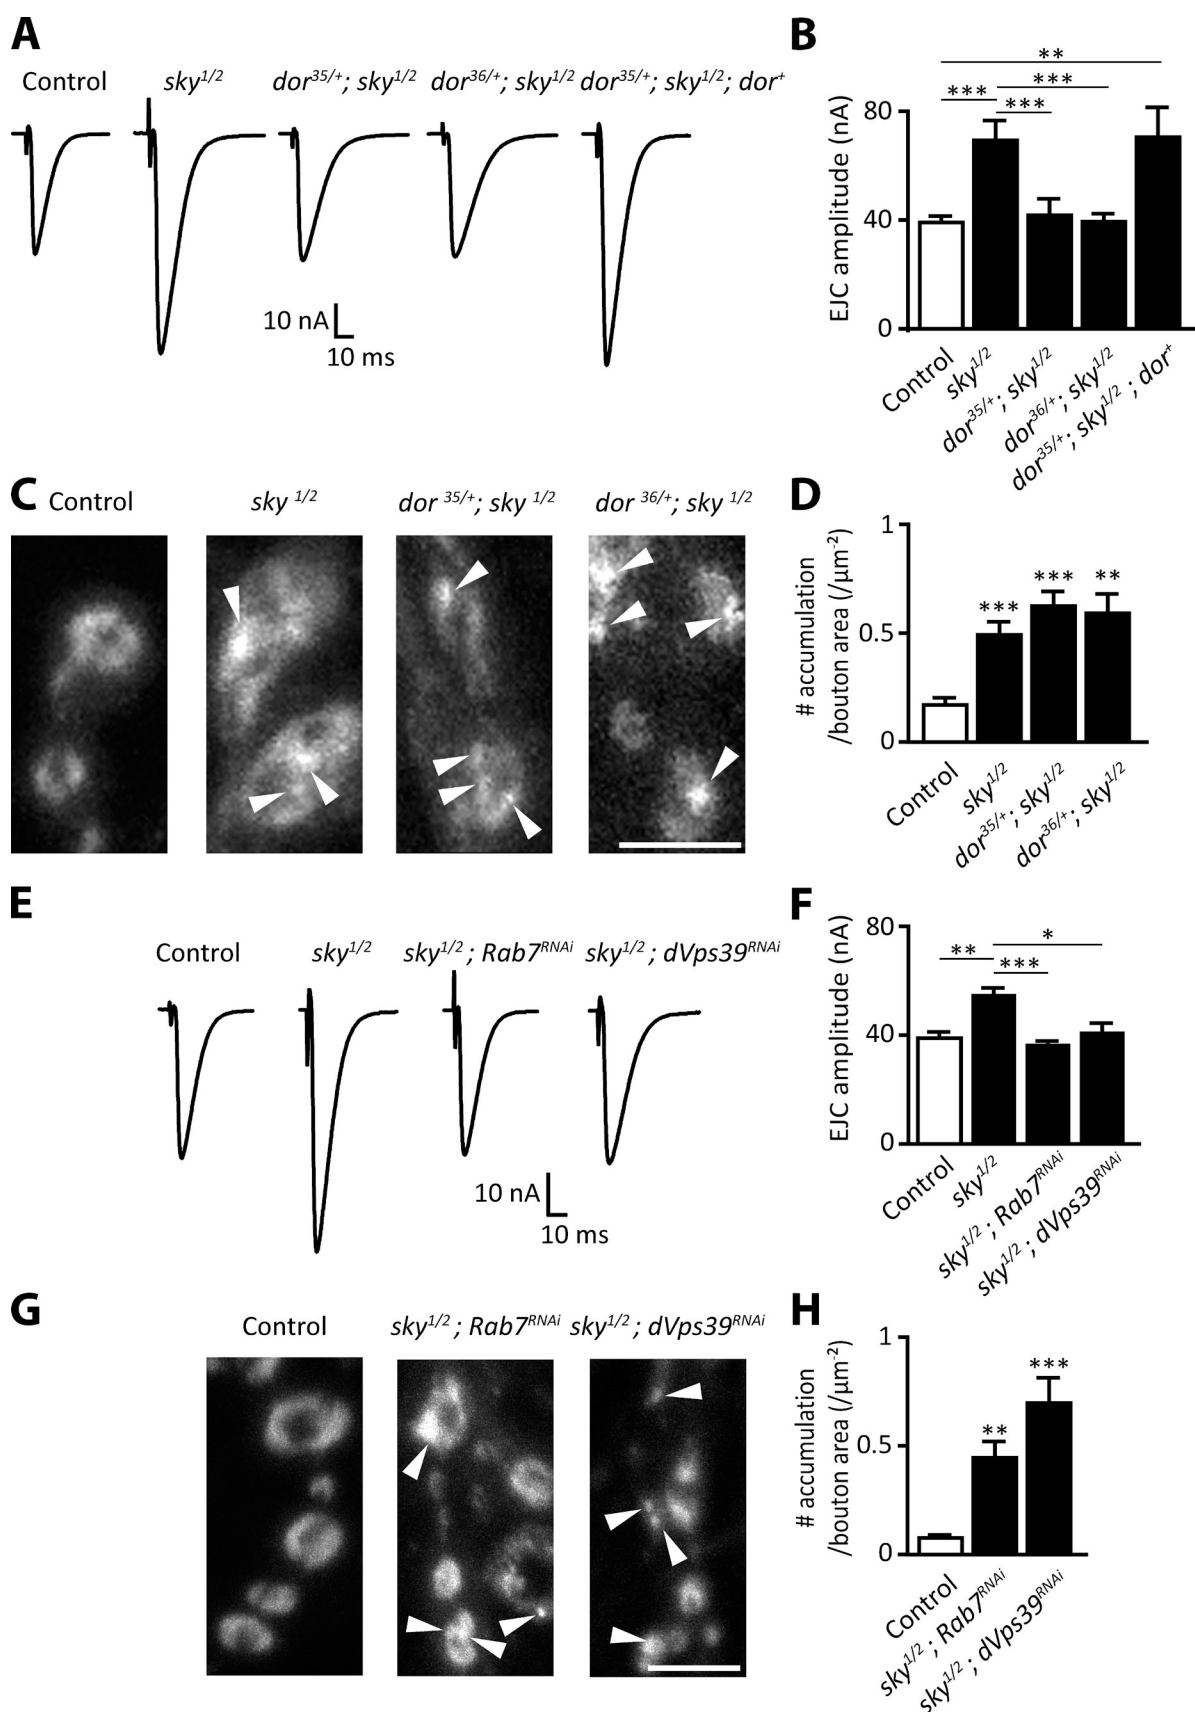 A
Control sky1/2 dor35/+; sky1/2 dor36/+; sky1/2 dor35/+; sky1/2; dor+
10 nA
10 ms
B
** 
***
*** ***
80
40
0
EJC amplitude (nA)
Control
sky1/2
dor35/+; sky1/2
dor36/+; sky1/2
dor35/+; sky1/2 ; dor+
C
Control sky 1/2 dor 35/+; sky 1/2 dor 36/+; sky 1/2
D
1
0.5
0
*** *** **
# accumulation
/bouton area (/µm-2)
Control
sky1/2
dor35/+; sky1/2
dor36/+; sky1/2
E
Control sky1/2 sky1/2 ; Rab7RNAi sky1/2 ; dVps39RNAi
10 nA
10 ms
F
80
40
0
*
** ***
EJC amplitude (nA)
Control
sky1/2
sky1/2 ; Rab7RNAi
sky1/2 ; dVps39RNAi
G
Control sky1/2 ; Rab7RNAi sky1/2 ; dVps39RNAi
H
1
0.5
0
** ***
# accumulation
/bouton area (/µm-2)
Control
sky1/2 ; Rab7RNAi
sky1/2 ; dVps39RNAi